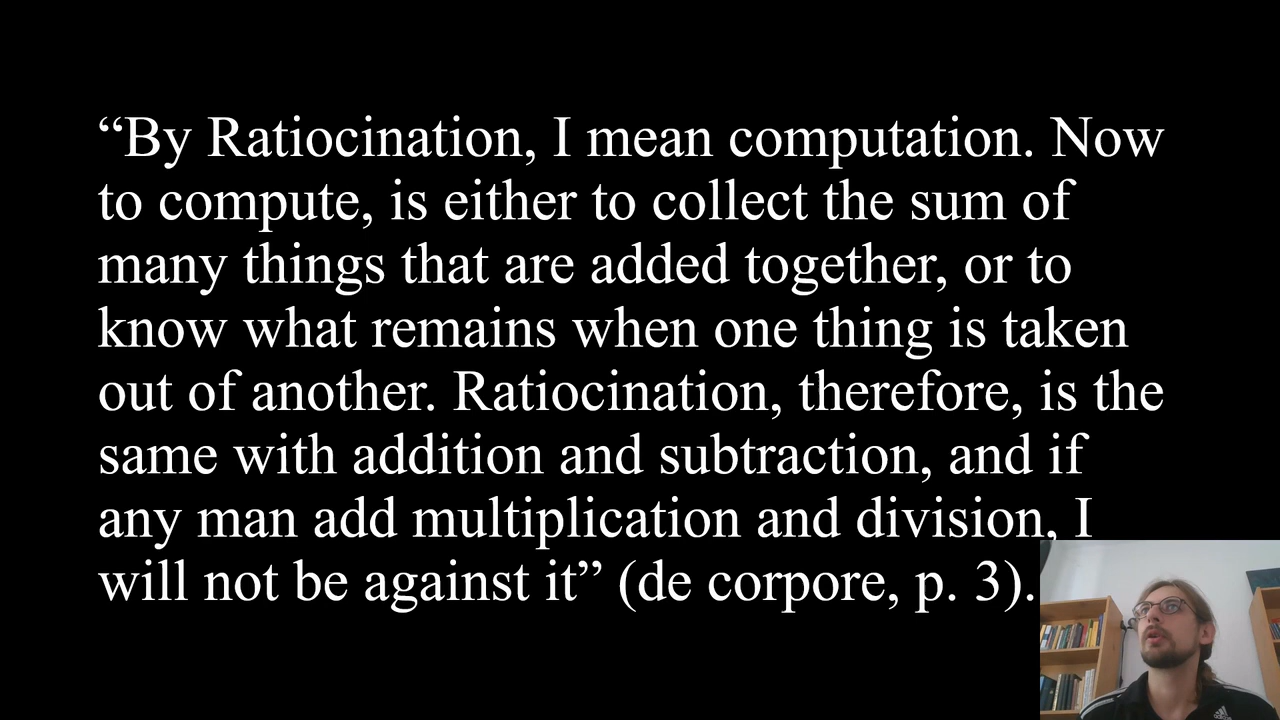 “By Ratiocination, I mean computation. Now
to compute, is either to collect the sum of
many things that are added together, or to
know what remains when one thing is taken
out of another. Ratiocination, therefore, is the
same with addition and subtraction, and if
any man add multiplication and division, I
will not be against it” (de corpore, p. 3).